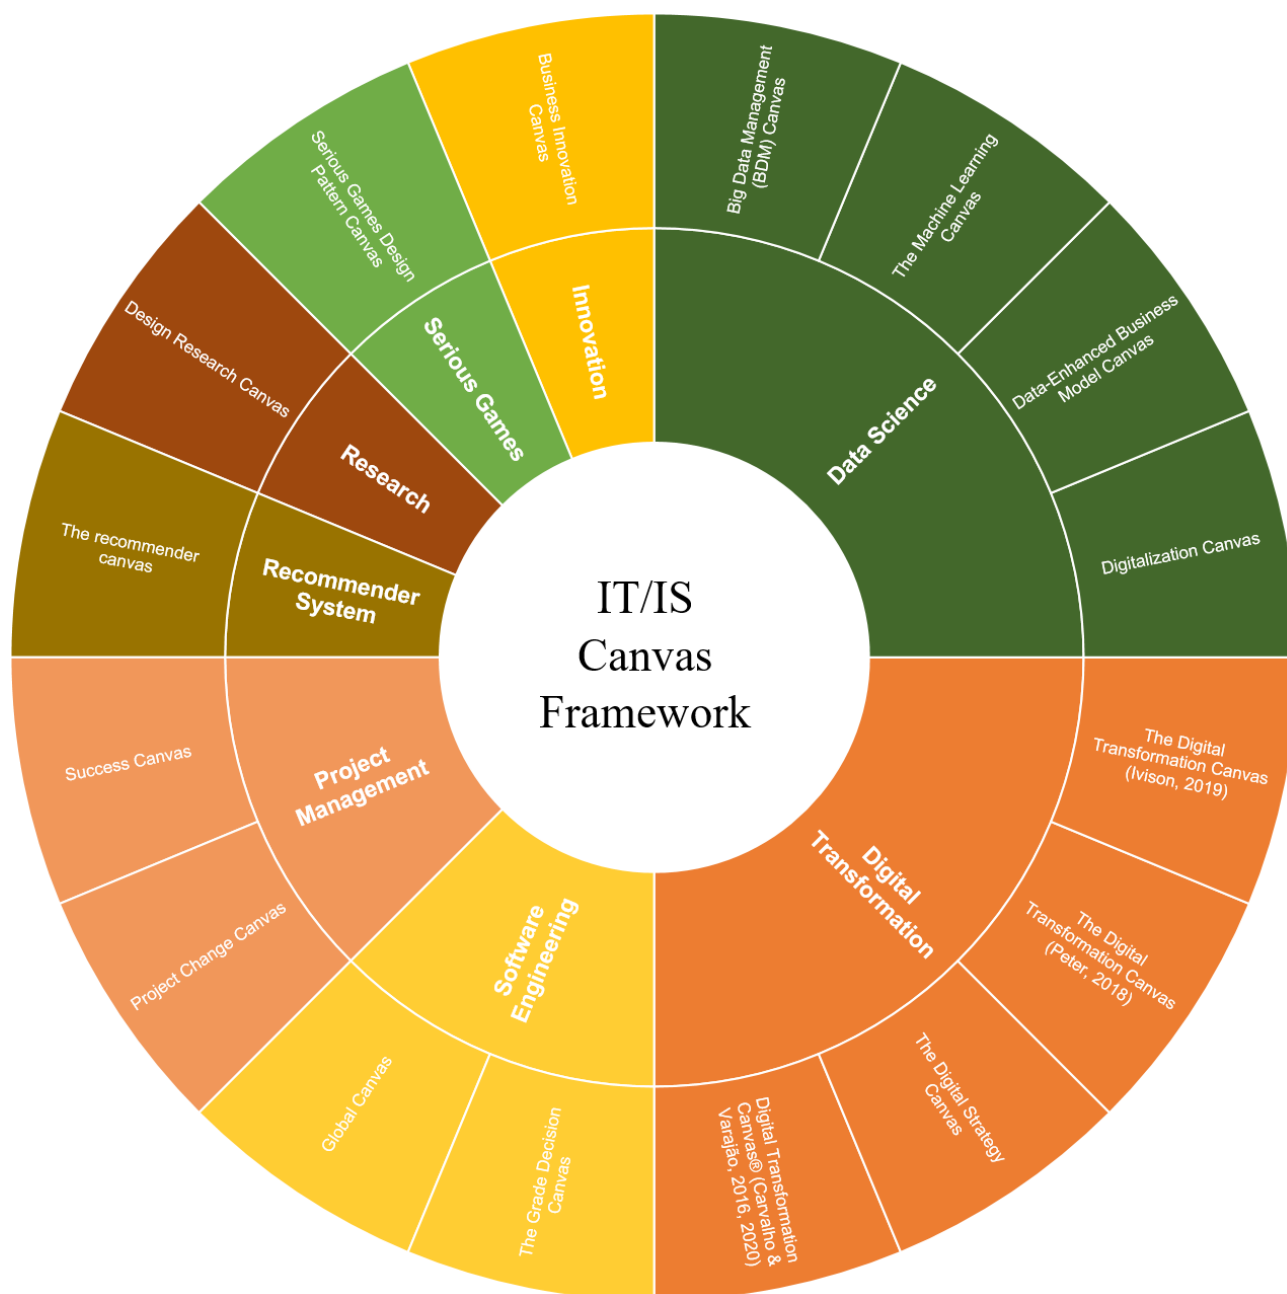 IT/IS
Canvas
Framework
Data Science
Big Data Management
(BDM) Canvas
The Machine Learning
Canvas
Data-Enhanced Business
Model Canvas
Digitalization Canvas
Digital
Transformation
The Digital
Transformation Canvas
(Ivison, 2019)
The Digital
Transformation Canvas
(Peter, 2018)
The Digital Strategy
Canvas
Digital Transformation
Canvas® (Carvalho &
Varajão, 2016, 2020)
Software
Engineering
The Grade Decision
Canvas
Global Canvas
Project
Management
Project Change Canvas
Success Canvas
Recommender
System
The recommender
canvas
Research
Design Research Canvas
Serious Games
Serious Games Design
Pattern Canvas
Innovation
Business Innovation
Canvas